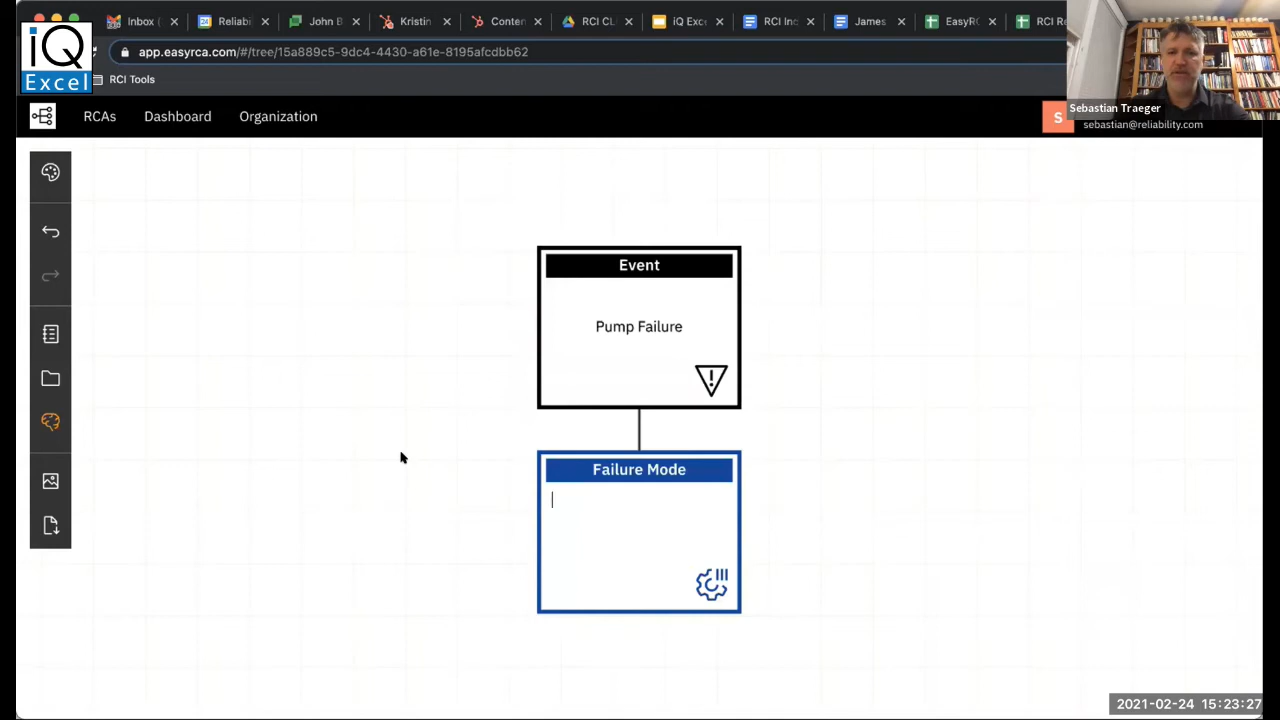 iQ
Excel
Inbox (
Reliabi
John B
Kristin
Conter
RCI CL
iQ Exce
ROI Inc
James
EasyRC
RCI Re
app.easyrca.com/#/tree/15a889c5-9dc4-4430-a61e-8195afcdbb62
RCI Tools
Sebastian Traeger
RCAs
Dashboard
Organization
S
sebastian@reliability.com
Event
Pump Failure
Failure Mode
2021-02-24 15:23:27